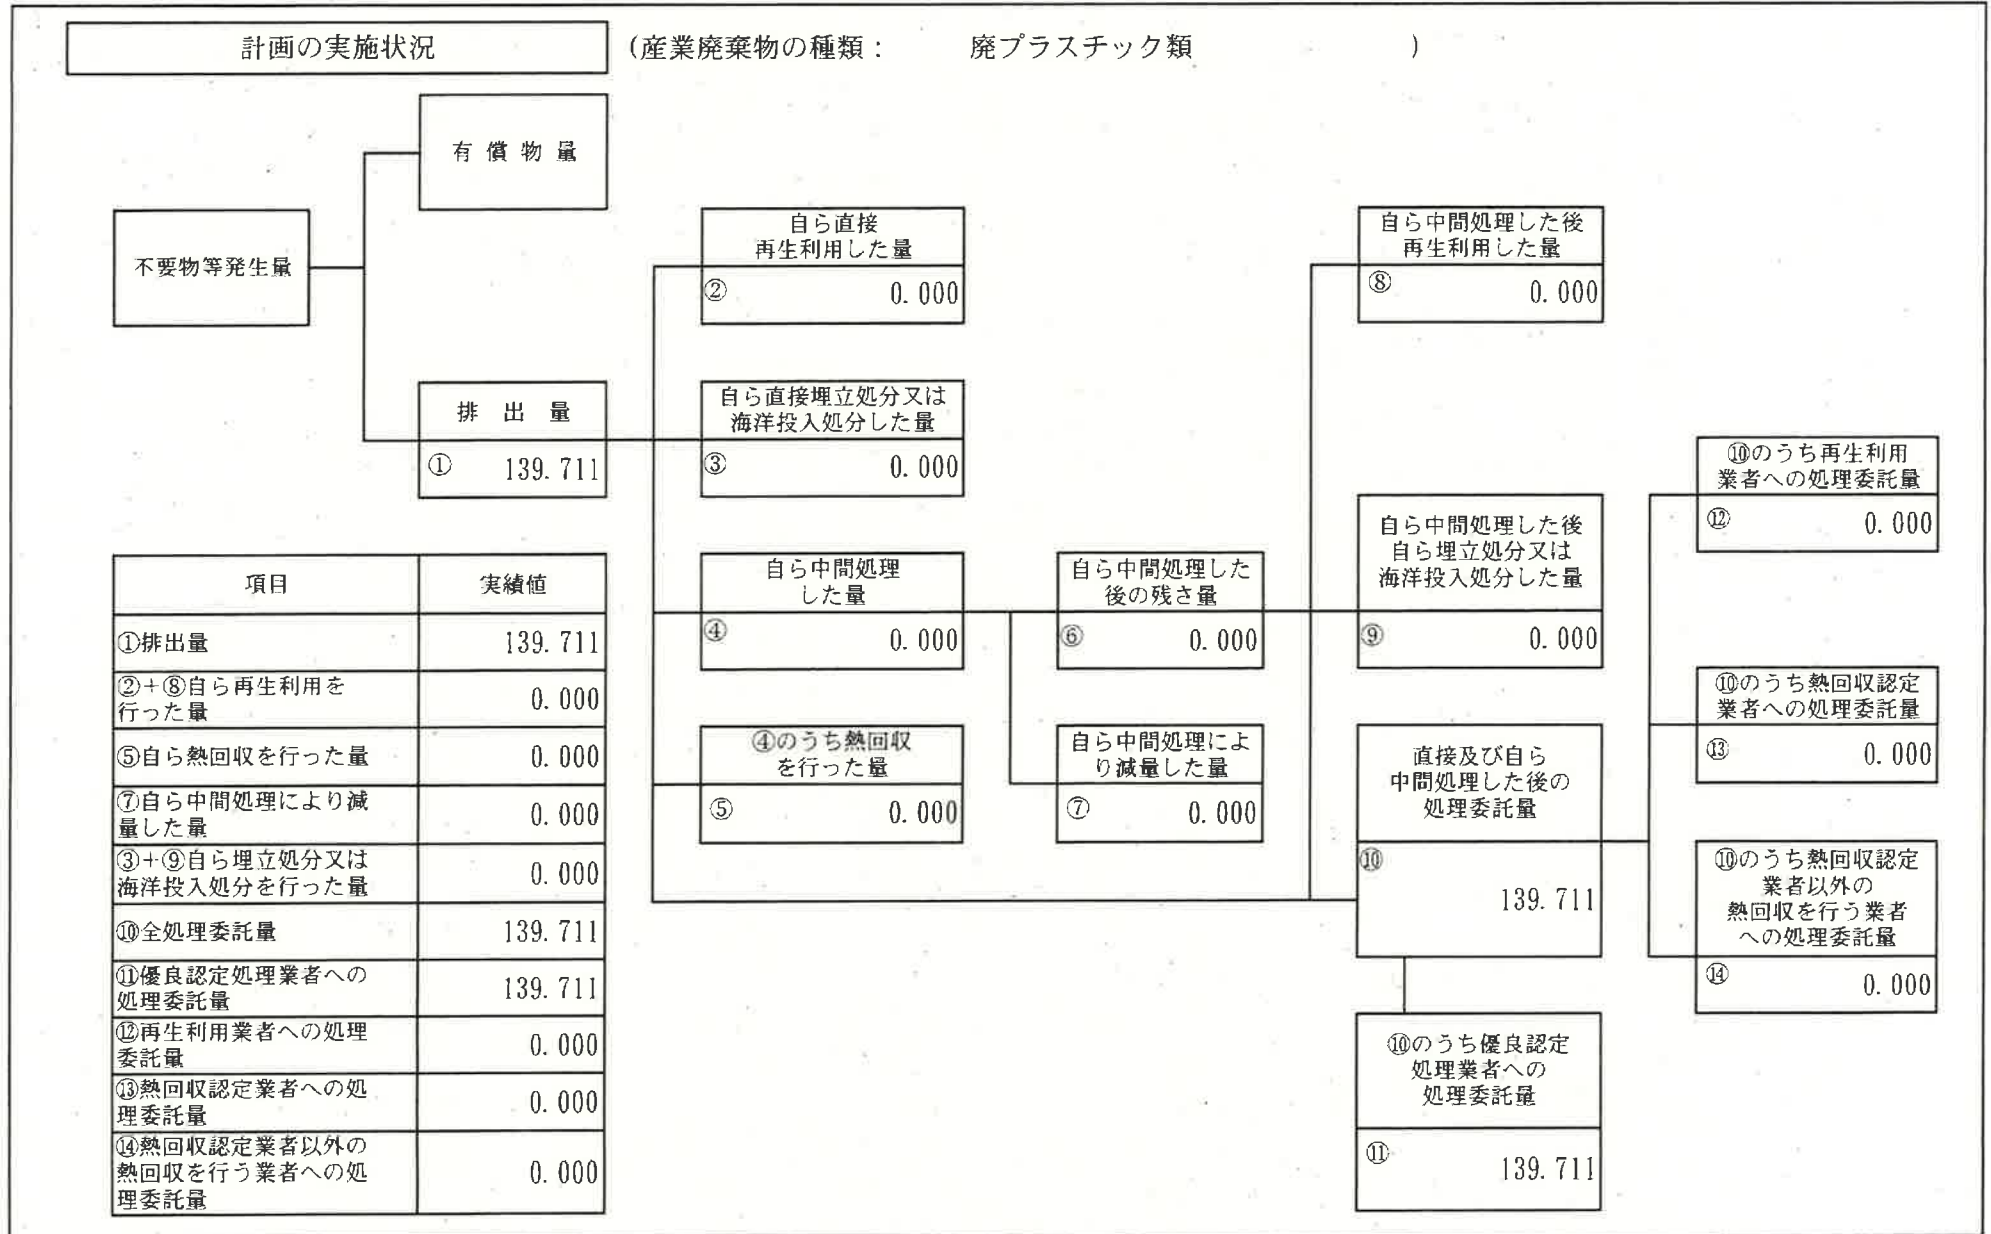 計画の実施状況 (産業廃棄物の種類： 廃プラスチック類 )
有 償 物 量
不要物等発生量
自ら直接
再生利用した量
② 0.000
自ら中間処理した後
再生利用した量
⑧ 0.000
排 出 量
① 139.711
自ら直接埋立処分又は
海洋投入処分した量
③ 0.000
⑩のうち再生利用
業者への処理委託量
⑫ 0.000
自ら中間処理
した量
④ 0.000
自ら中間処理した
後の残さ量
⑥ 0.000
自ら中間処理した後
自ら埋立処分又は
海洋投入処分した量
⑨ 0.000
⑩のうち熱回収認定
業者への処理委託量
⑬ 0.000
④のうち熱回収
を行った量
⑤ 0.000
自ら中間処理によ
り減量した量
⑦ 0.000
直接及び自ら
中間処理した後の
処理委託量
⑩
139.711
⑩のうち熱回収認定
業者以外の
熱回収を行う業者
への処理委託量
⑭ 0.000
⑩のうち優良認定
処理業者への
処理委託量
⑪ 139.711
項目 実績値
①排出量 139.711
②+⑧自ら再生利用を
行った量 0.000
⑤自ら熱回収を行った量 0.000
⑦自ら中間処理により減
量した量 0.000
③+⑨自ら埋立処分又は
海洋投入処分を行った量 0.000
⑩全処理委託量 139.711
⑪優良認定処理業者への
処理委託量 139.711
⑫再生利用業者への処理
委託量 0.000
⑬熱回収認定業者への処
理委託量 0.000
⑭熱回収認定業者以外の
熱回収を行う業者への処
理委託量 0.000